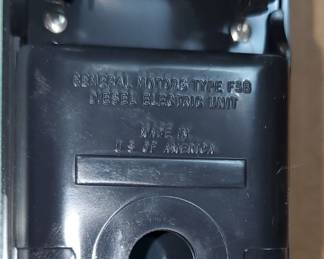 GENERAL MOTORS TYPE F3B
DIESEL ELECTRIC UNIT
MADE IN
U S OF AMERICA